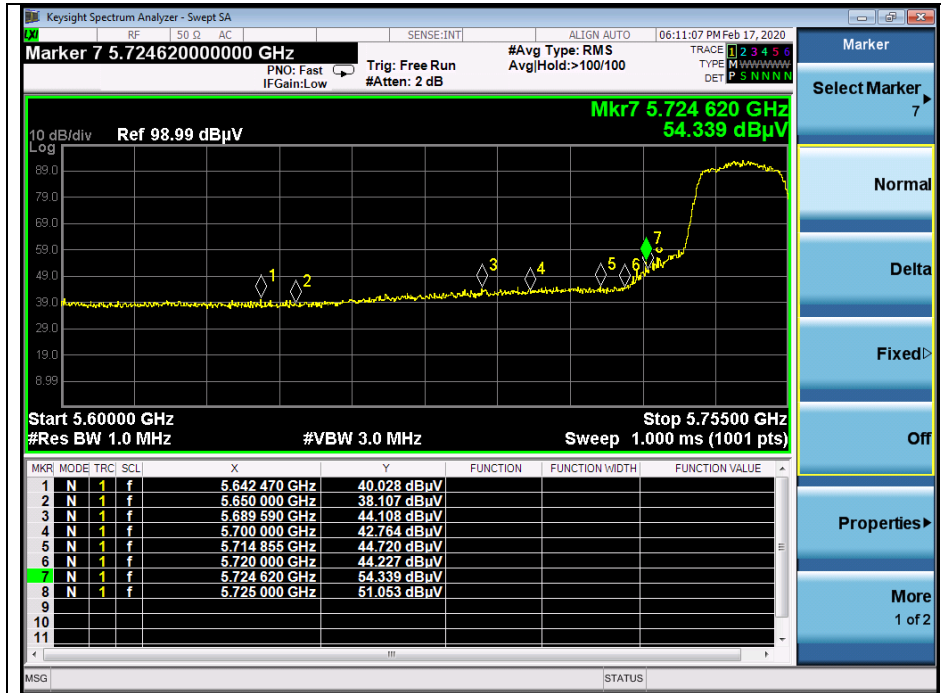 Keysight Spectrum Analyzer - Swept SA
LXI RF 50 Ω AC SENSE:INT ALIGN AUTO 06:11:07 PM Feb 17, 2020
Marker 7 5.724620000000 GHz
PNO: Fast
IFGain:Low
Trig: Free Run
#Atten: 2 dB
#Avg Type: RMS
Avg|Hold:>100/100
TRACE 1 2 3 4 5 6
TYPE M WWWWW
DET P S N N N N
Mkr7 5.724 620 GHz
54.339 dBµV
10 dB/div Ref 98.99 dBµV
Log
89.0
79.0
69.0
59.0
49.0
39.0
29.0
19.0
8.99
1
2
3
4
5
6
7
Start 5.60000 GHz Stop 5.75500 GHz
#Res BW 1.0 MHz #VBW 3.0 MHz Sweep 1.000 ms (1001 pts)
MKR MODE TRC SCL X Y FUNCTION FUNCTION WIDTH FUNCTION VALUE
1 N 1 f 5.642 470 GHz 40.028 dBµV
2 N 1 f 5.650 000 GHz 38.107 dBµV
3 N 1 f 5.689 590 GHz 44.108 dBµV
4 N 1 f 5.700 000 GHz 42.764 dBµV
5 N 1 f 5.714 855 GHz 44.720 dBµV
6 N 1 f 5.720 000 GHz 44.227 dBµV
7 N 1 f 5.724 620 GHz 54.339 dBµV
8 N 1 f 5.725 000 GHz 51.053 dBµV
9
10
11
MSG STATUS
Marker
Select Marker
7
Normal
Delta
Fixed
Off
Properties
More
1 of 2